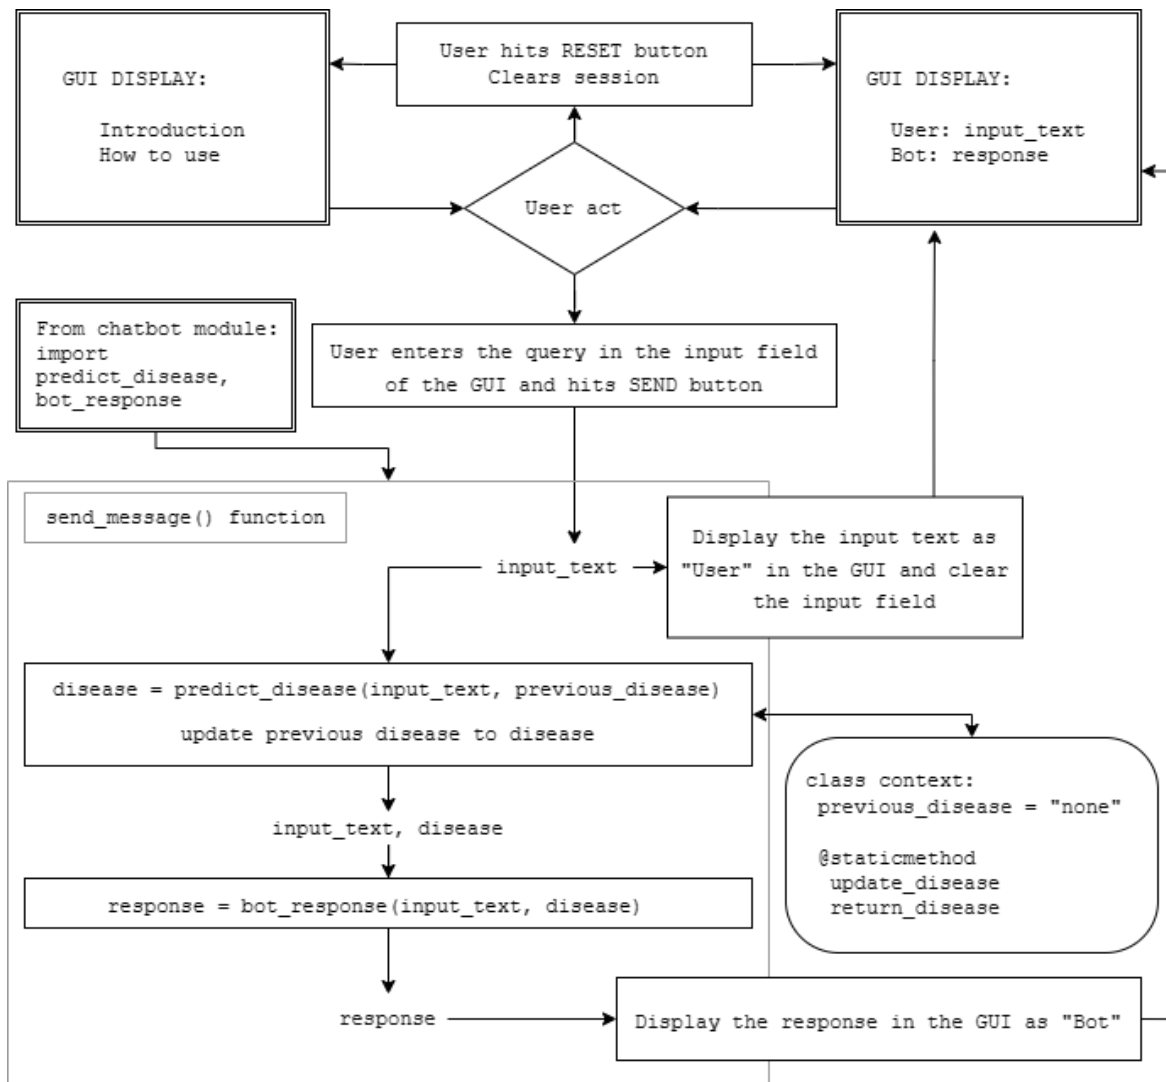 User hits RESET button
Clears session
GUI DISPLAY:
Introduction
How to use
GUI DISPLAY:
User: input_text
Bot: response
User act
From chatbot module:
import
predict_disease,
bot_response
User enters the query in the input field
of the GUI and hits SEND button
send_message() function
input_text
Display the input text as
"User" in the GUI and clear
the input field
disease = predict_disease(input_text, previous_disease)
update previous disease to disease
class context:
previous_disease = "none"
@staticmethod
update_disease
return_disease
input_text, disease
response = bot_response(input_text, disease)
response
Display the response in the GUI as "Bot"